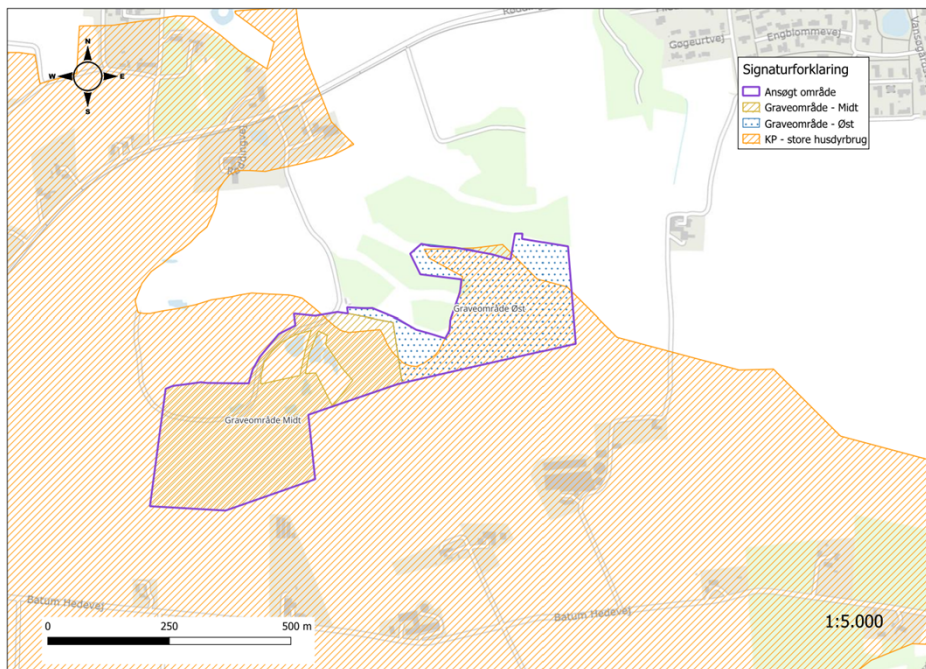 Gøgeurtvej
Engblommevej
N
W E
S
Signaturforklaring
Ansøgt område
Graveområde - Midt
Graveområde - Øst
KP - store husdyrbrug
Graveområde Øst
Graveområde Midt
Batum Hedevej
Batum Hedevej
0 250 500 m
1:5.000